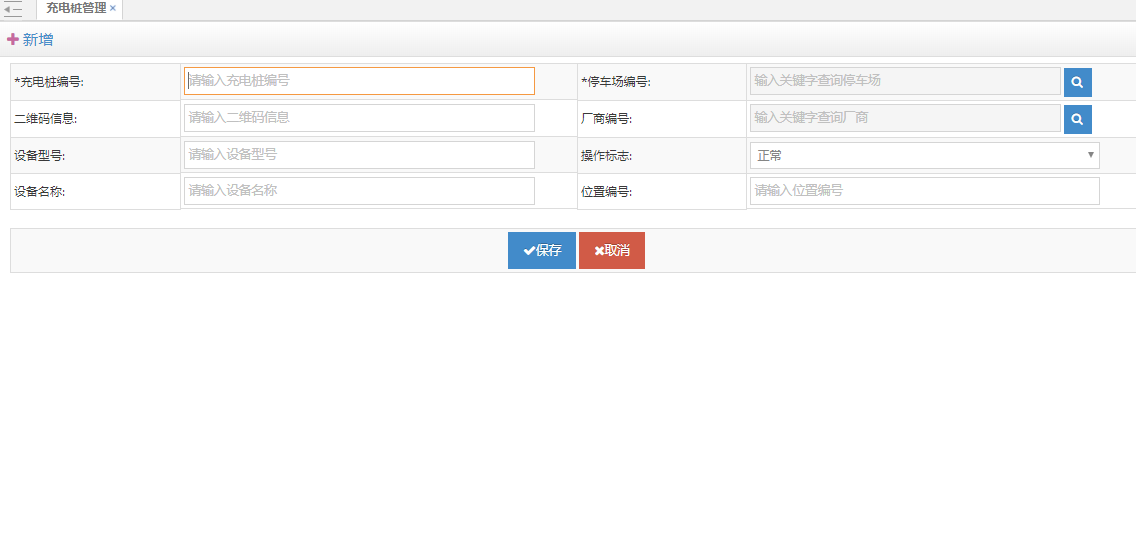 充电桩管理 ×
新增
*充电桩编号: 请输入充电桩编号 *停车场编号: 输入关键字查询停车场
二维码信息: 请输入二维码信息 厂商编号: 输入关键字查询厂商
设备型号: 请输入设备型号 操作标志: 正常
设备名称: 请输入设备名称 位置编号: 请输入位置编号
保存 取消